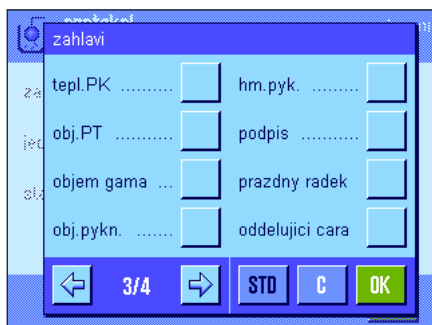 protokol
zahlavi
tepl.PK ..........
hm.pyk. ........
obj.PT ...........
podpis ...........
objem gama ...
prazdny radek
obj.pykn. .......
oddelujici cara
3/4
STD
C
OK